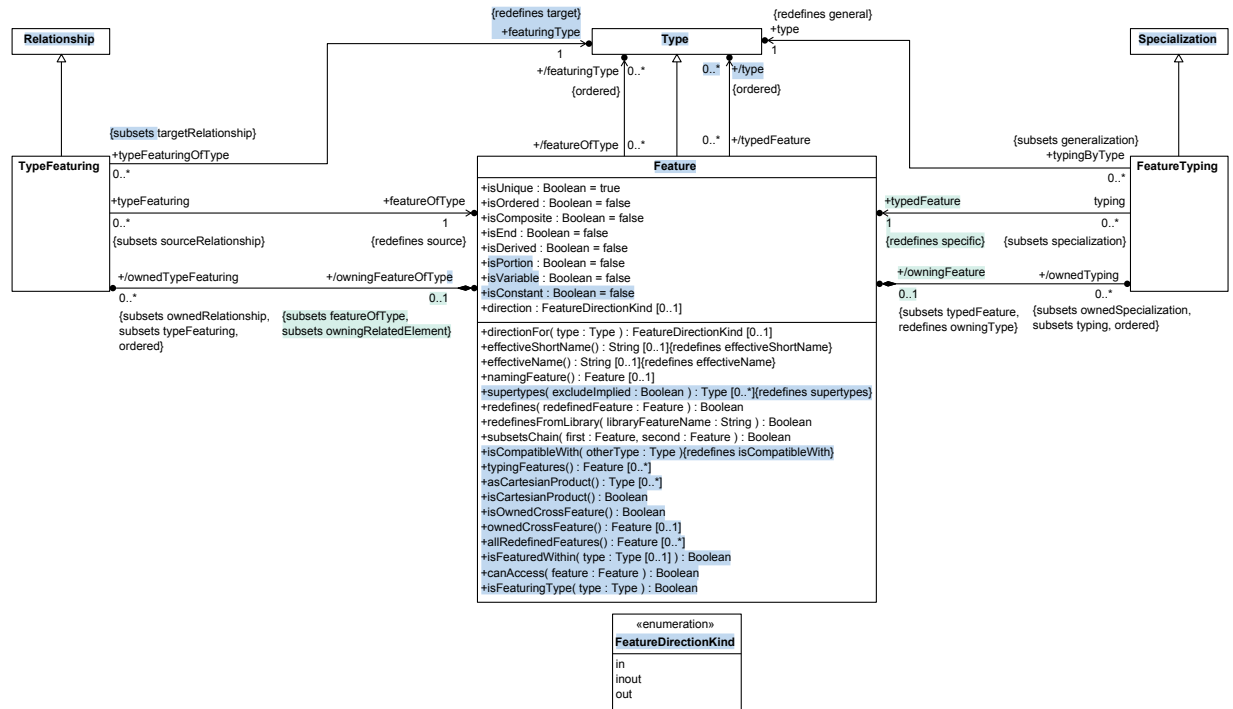 {redefines target}
{redefines general}
Relationship
+featuringType
Type
+type
Specialization
1
1
+/featuringType
0..*
0..*
+/type
{ordered}
{ordered}
{subsets targetRelationship}
+typeFeaturingOfType
0..*
+/featureOfType
0..*
0..*
+/typedFeature
{subsets generalization}
+typingByType
0..*
TypeFeaturing
Feature
FeatureTyping
+isUnique : Boolean = true
+isOrdered : Boolean = false
+isComposite : Boolean = false
+isEnd : Boolean = false
+isDerived : Boolean = false
+isPortion : Boolean = false
+isVariable : Boolean = false
+isConstant : Boolean = false
+direction : FeatureDirectionKind [0..1]
+typeFeaturing
+featureOfType
0..*
1
{subsets sourceRelationship}
{redefines source}
+typedFeature
typing
1
0..*
{redefines specific}
{subsets specialization}
+/ownedTypeFeaturing
+/owningFeatureOfType
0..*
0..1
{subsets ownedRelationship,
subsets typeFeaturing,
ordered}
{subsets featureOfType,
subsets owningRelatedElement}
+/owningFeature
+/ownedTyping
0..1
0..*
{subsets typedFeature,
redefines owningType}
{subsets ownedSpecialization,
subsets typing, ordered}
+directionFor( type : Type ) : FeatureDirectionKind [0..1]
+effectiveShortName() : String [0..1]{redefines effectiveShortName}
+effectiveName() : String [0..1]{redefines effectiveName}
+namingFeature() : Feature [0..1]
+supertypes( excludeImplied : Boolean ) : Type [0..*]{redefines supertypes}
+redefines( redefinedFeature : Feature ) : Boolean
+redefinesFromLibrary( libraryFeatureName : String ) : Boolean
+subsetsChain( first : Feature, second : Feature ) : Boolean
+isCompatibleWith( otherType : Type ){redefines isCompatibleWith}
+typingFeatures() : Feature [0..*]
+asCartesianProduct() : Type [0..*]
+isCartesianProduct() : Boolean
+isOwnedCrossFeature() : Boolean
+ownedCrossFeature() : Feature [0..1]
+allRedefinedFeatures() : Feature [0..*]
+isFeaturedWithin( type : Type [0..1] ) : Boolean
+canAccess( feature : Feature ) : Boolean
+isFeaturingType( type : Type ) : Boolean
«enumeration»
FeatureDirectionKind
in
inout
out